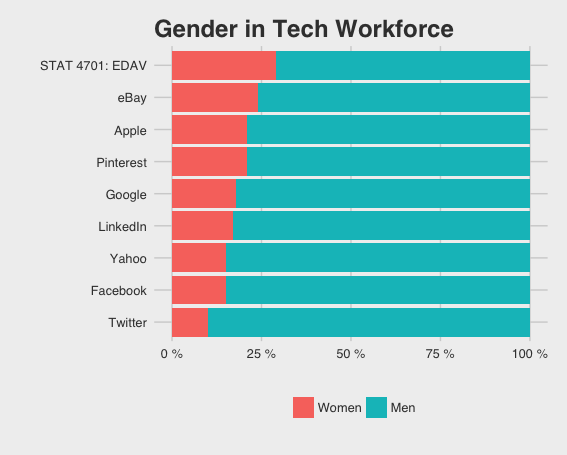 Gender in Tech Workforce
STAT 4701: EDAV
eBay
Apple
Pinterest
Google
LinkedIn
Yahoo
Facebook
Twitter
0 % 25 % 50 % 75 % 100 %
Women Men